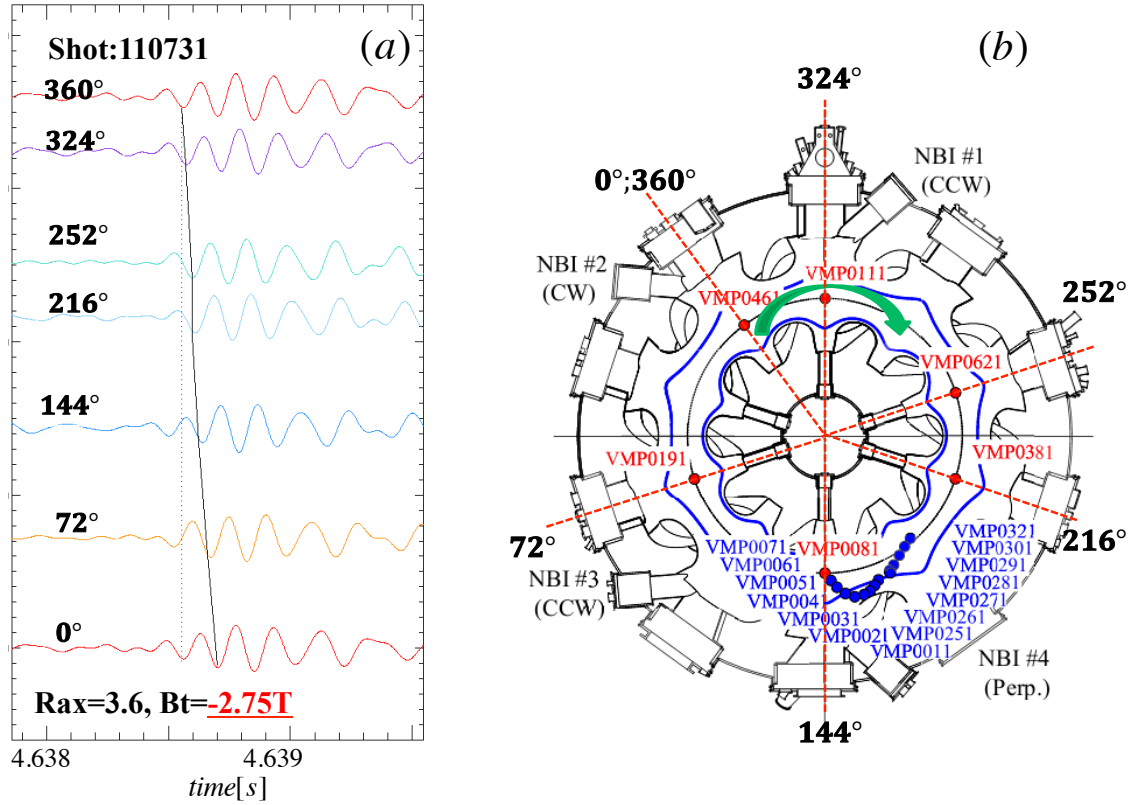 (a)
Shot:110731
360°
324°
252°
216°
144°
72°
0°
Rax=3.6, Bt=-2.75T
4.638
4.639
time[s]
(b)
324°
NBI #1
(CCW)
0°;360°
NBI #2
(CW)
VMP0111
VMP0461
252°
VMP0621
VMP0191
VMP0381
72°
216°
VMP0071
VMP0081
VMP0321
VMP0061
VMP0301
VMP0051
VMP0291
VMP0041
VMP0281
VMP0031
VMP0271
VMP0021
VMP0261
VMP0251
VMP0011
NBI #3
(CCW)
NBI #4
(Perp.)
144°